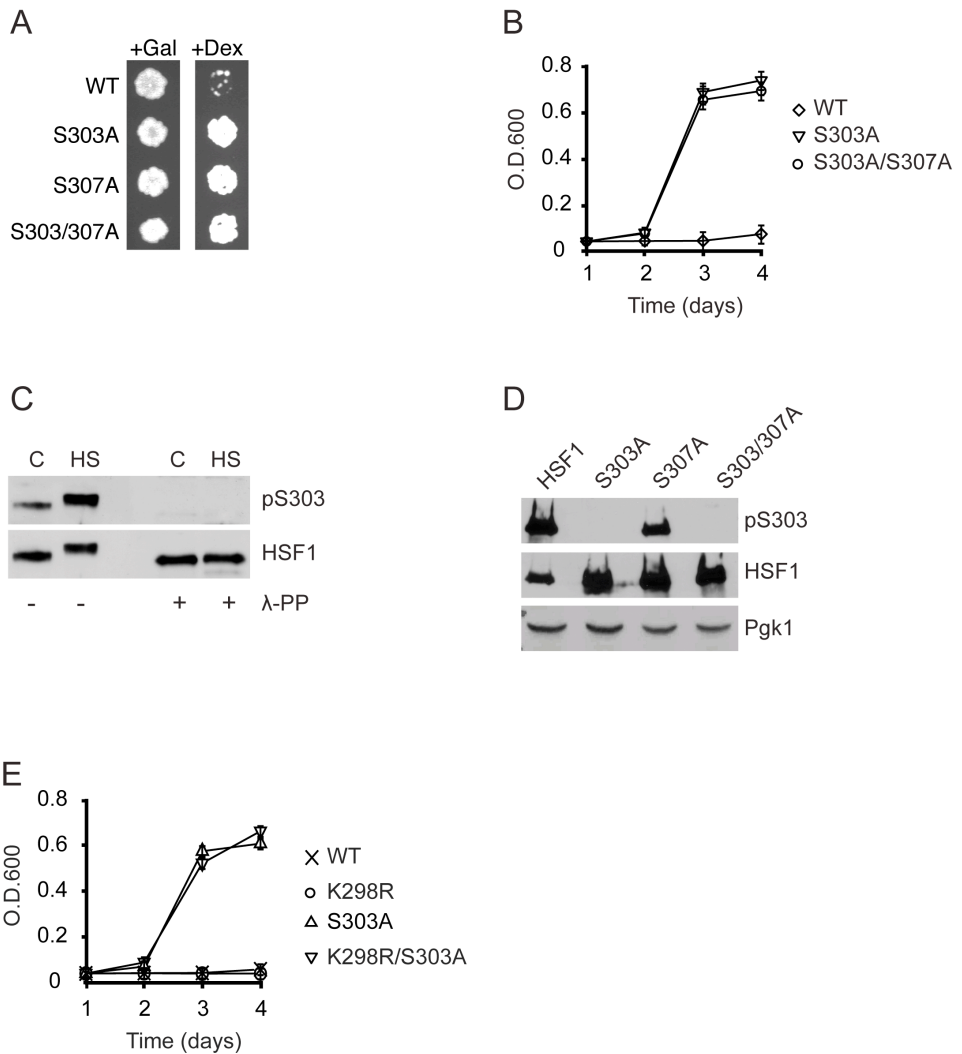 A
+Gal +Dex
WT
S303A
S307A
S303/307A
B
0.8
0.6
0.4
0.2
0
O.D.600
1 2 3 4
Time (days)
WT
S303A
S303A/S307A
C
C HS C HS
pS303
HSF1
- - + + λ-PP
D
HSF1 S303A S307A S303/307A
pS303
HSF1
Pgk1
E
0.8
0.6
0.4
0.2
0
O.D.600
1 2 3 4
Time (days)
WT
K298R
S303A
K298R/S303A